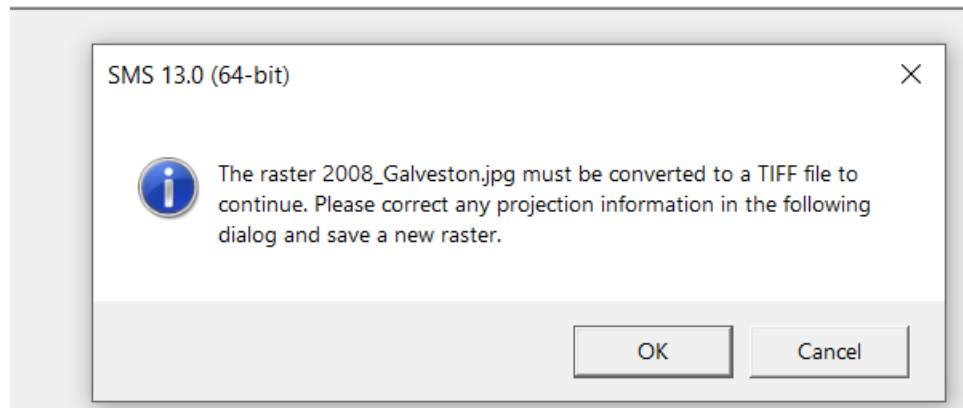 SMS 13.0 (64-bit)
The raster 2008_Galveston.jpg must be converted to a TIFF file to
continue. Please correct any projection information in the following
dialog and save a new raster.
OK Cancel